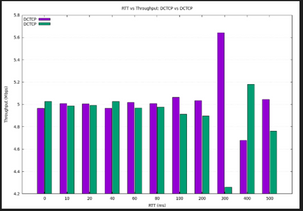 RTT vs Throughput: DCTCP vs DCTCP
DCTCP
DCTCP
Throughput (Mbps)
5.8
5.6
5.4
5.2
5
4.8
4.6
4.4
4.2
0 10 20 40 60 80 100 200 300 400 500
RTT (ms)